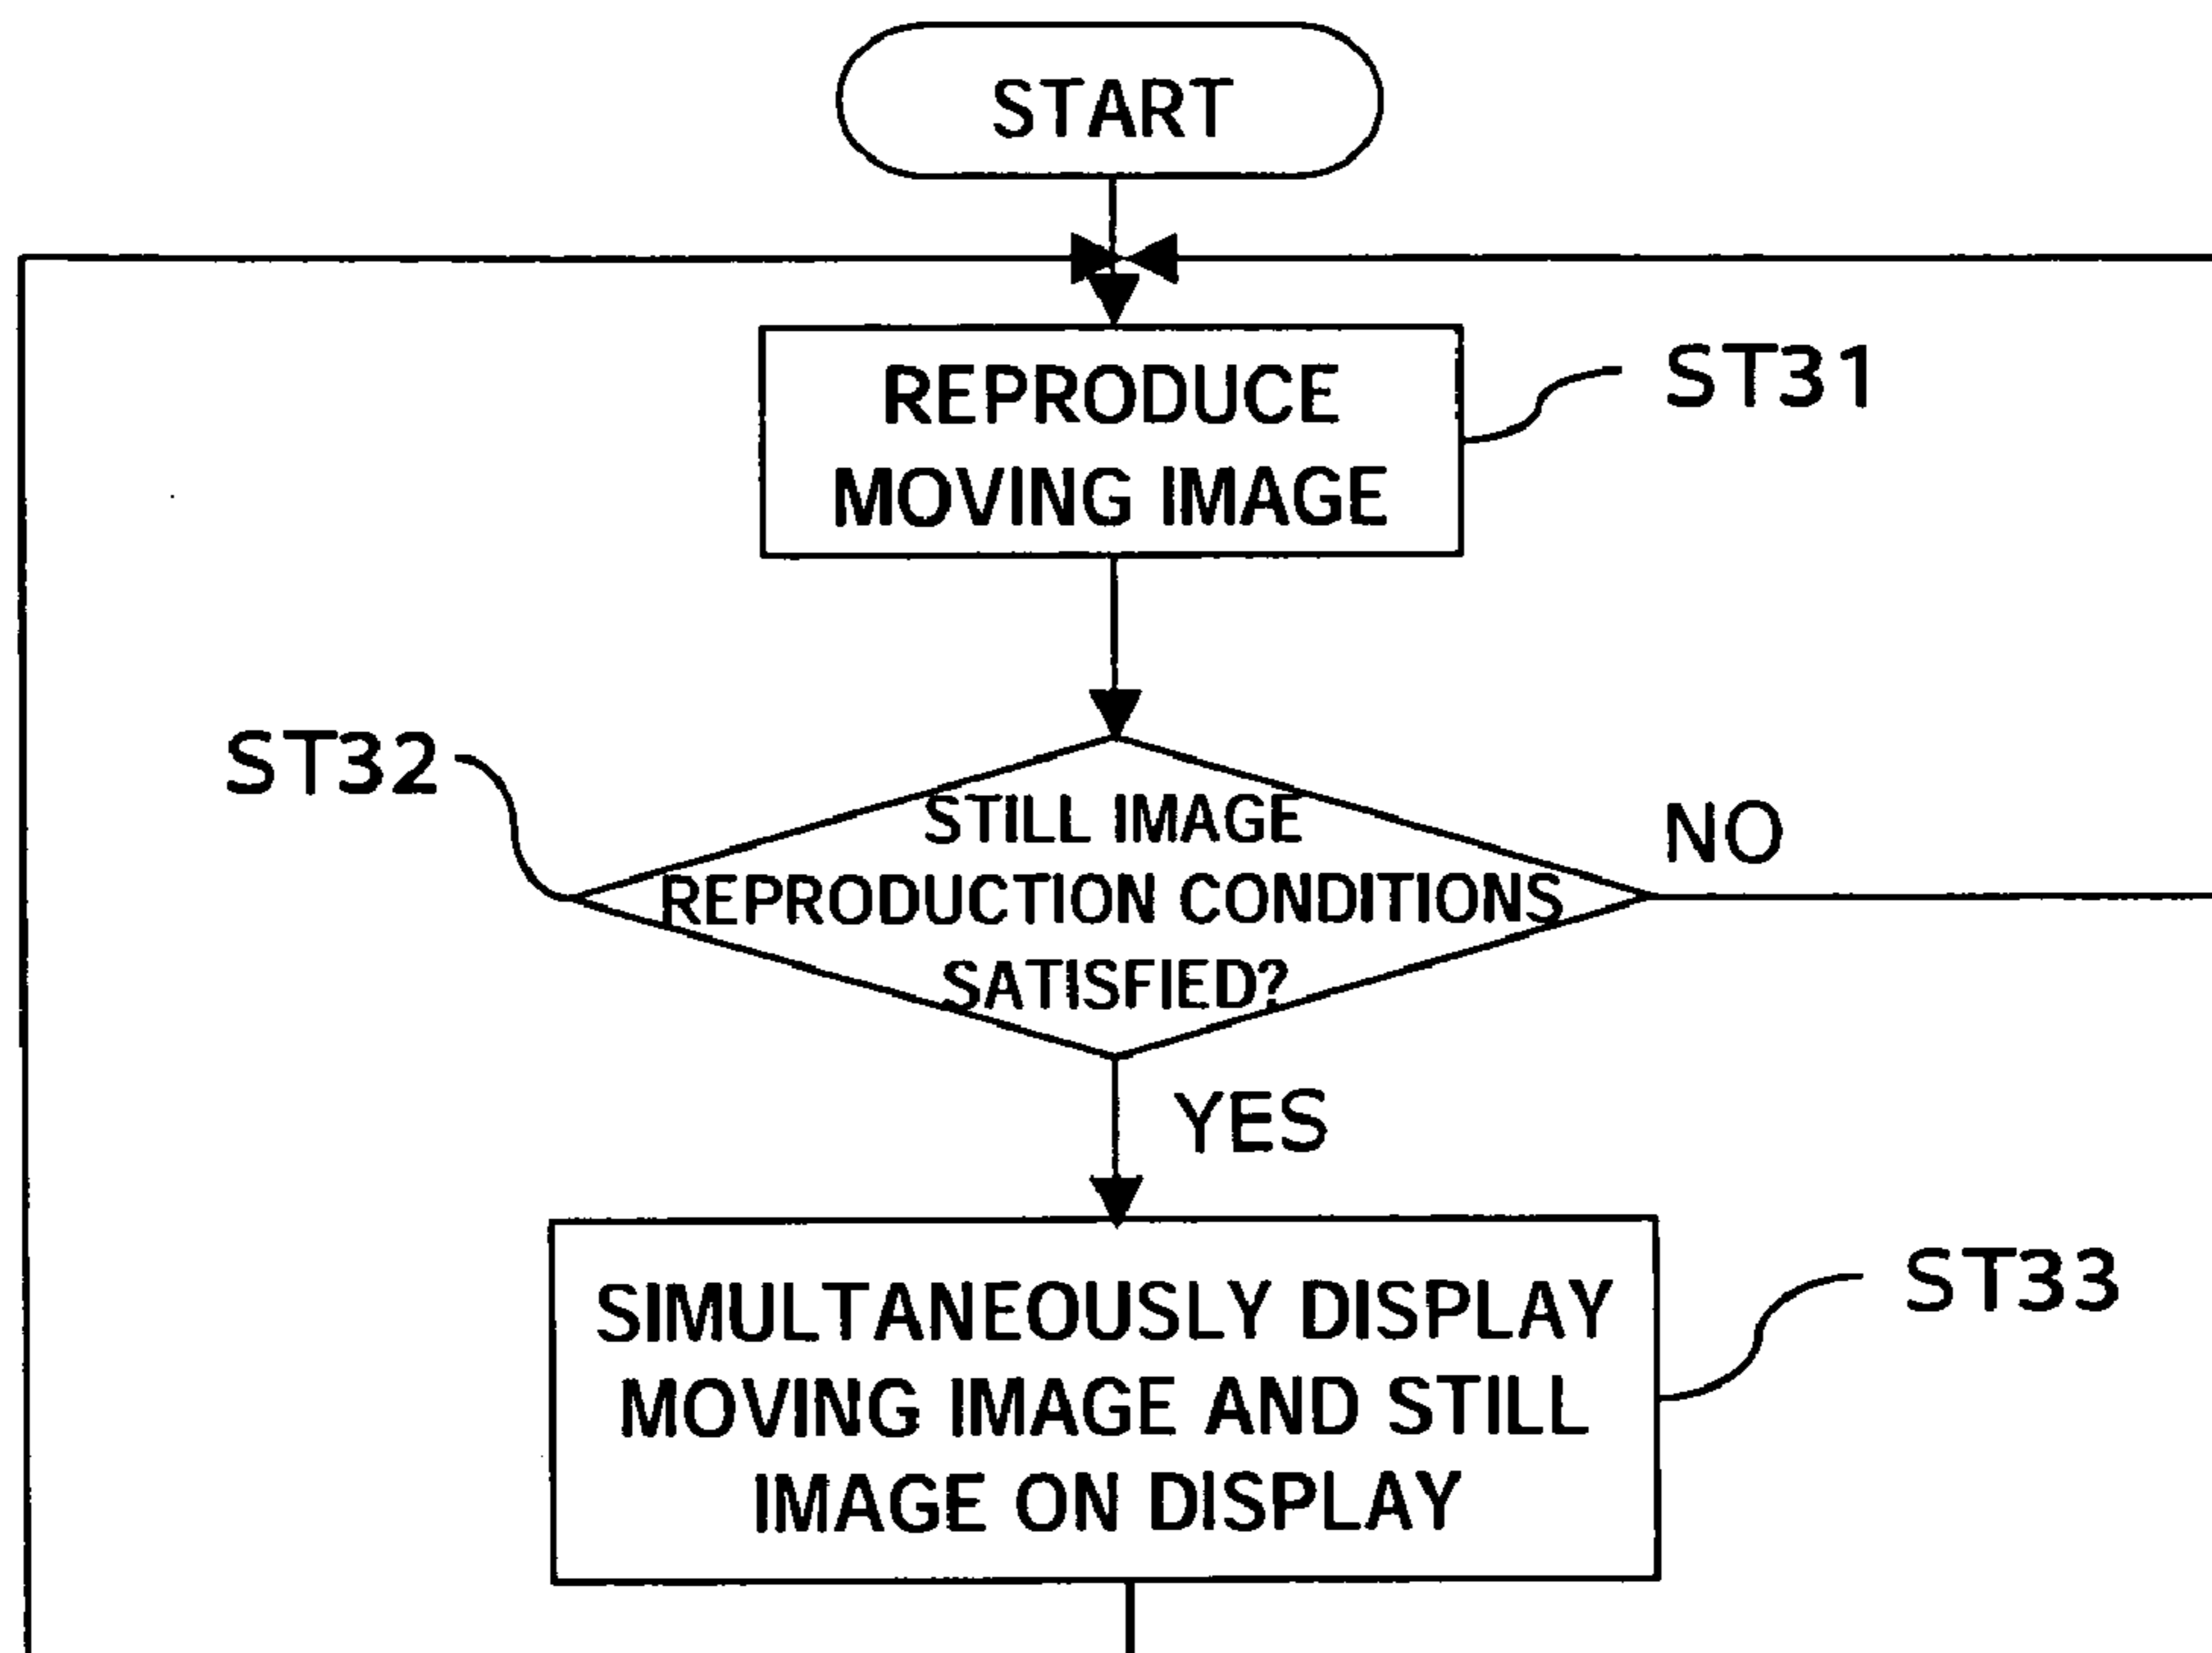 START
REPRODUCE
MOVING IMAGE
ST31
ST32
STILL IMAGE
REPRODUCTION CONDITIONS
SATISFIED?
NO
YES
SIMULTANEOUSLY DISPLAY
MOVING IMAGE AND STILL
IMAGE ON DISPLAY
ST33